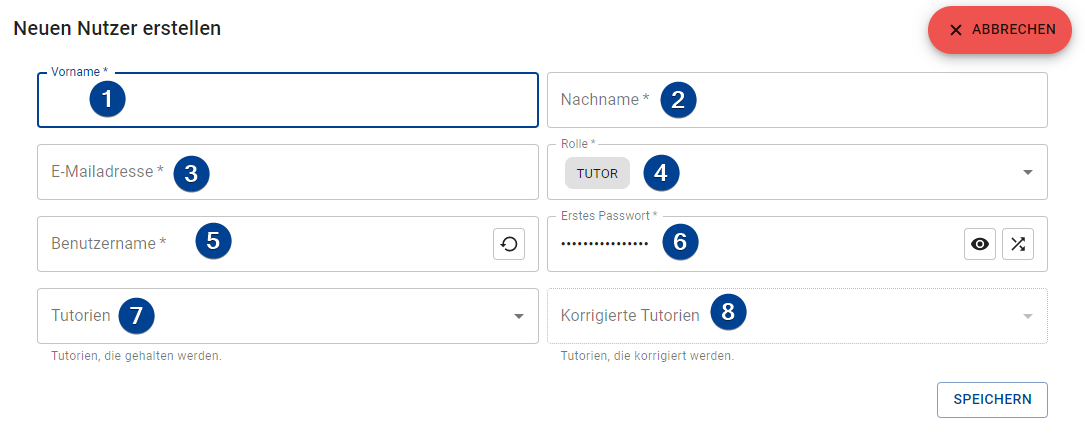 Neuen Nutzer erstellen
ABBRECHEN
Vorname *
1
Nachname *
2
E-Mailadresse *
3
Rolle *
TUTOR
4
Benutzername *
5
Erstes Passwort *
••••••••••••••••
6
Tutorien
7
Tutorien, die gehalten werden.
Korrigierte Tutorien
8
Tutorien, die korrigiert werden.
SPEICHERN